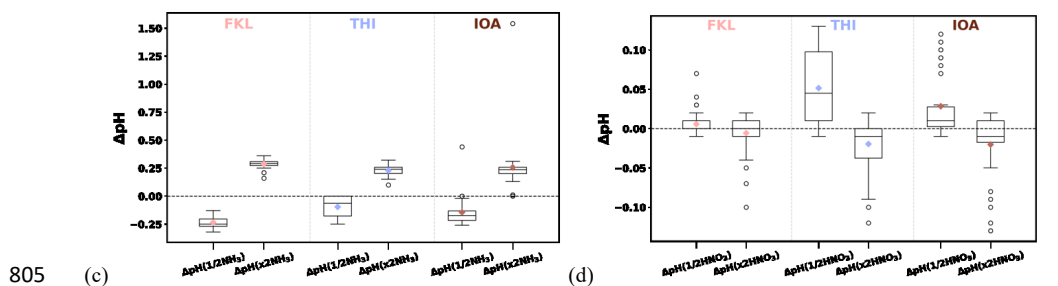 FKL THI IOA
1.50
1.25
1.00
0.75
0.50
0.25
0.00
−0.25
ΔpH
ΔpH(1/2NH₃) ΔpH(x2NH₃) ΔpH(1/2NH₃) ΔpH(x2NH₃) ΔpH(1/2NH₃) ΔpH(x2NH₃)
FKL THI IOA
0.10
0.05
0.00
−0.05
−0.10
ΔpH
ΔpH(1/2HNO₃) ΔpH(x2HNO₃) ΔpH(1/2HNO₃) ΔpH(x2HNO₃) ΔpH(1/2HNO₃) ΔpH(x2HNO₃)
805 (c) (d)